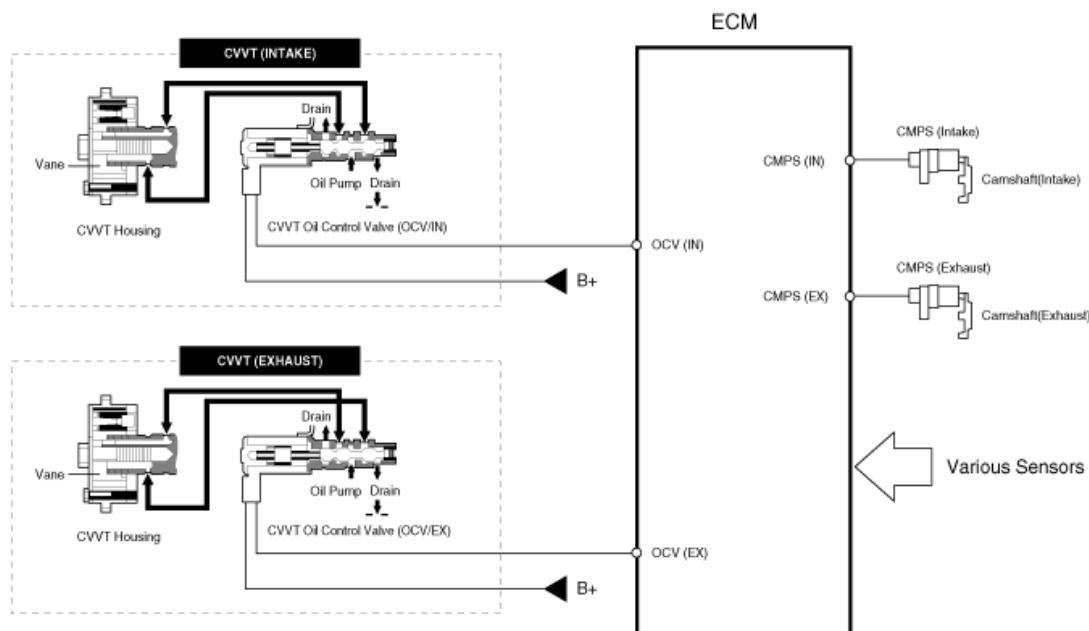 ECM
CVVT (INTAKE)
Drain
Vane
Oil Pump Drain
CVVT Housing
CVVT Oil Control Valve (OCV/IN)
B+
OCV (IN)
CMPS (IN)
CMPS (Intake)
Camshaft(Intake)
CMPS (EX)
CMPS (Exhaust)
Camshaft(Exhaust)
CVVT (EXHAUST)
Drain
Vane
Oil Pump Drain
CVVT Housing
CVVT Oil Control Valve (OCV/EX)
B+
OCV (EX)
Various Sensors